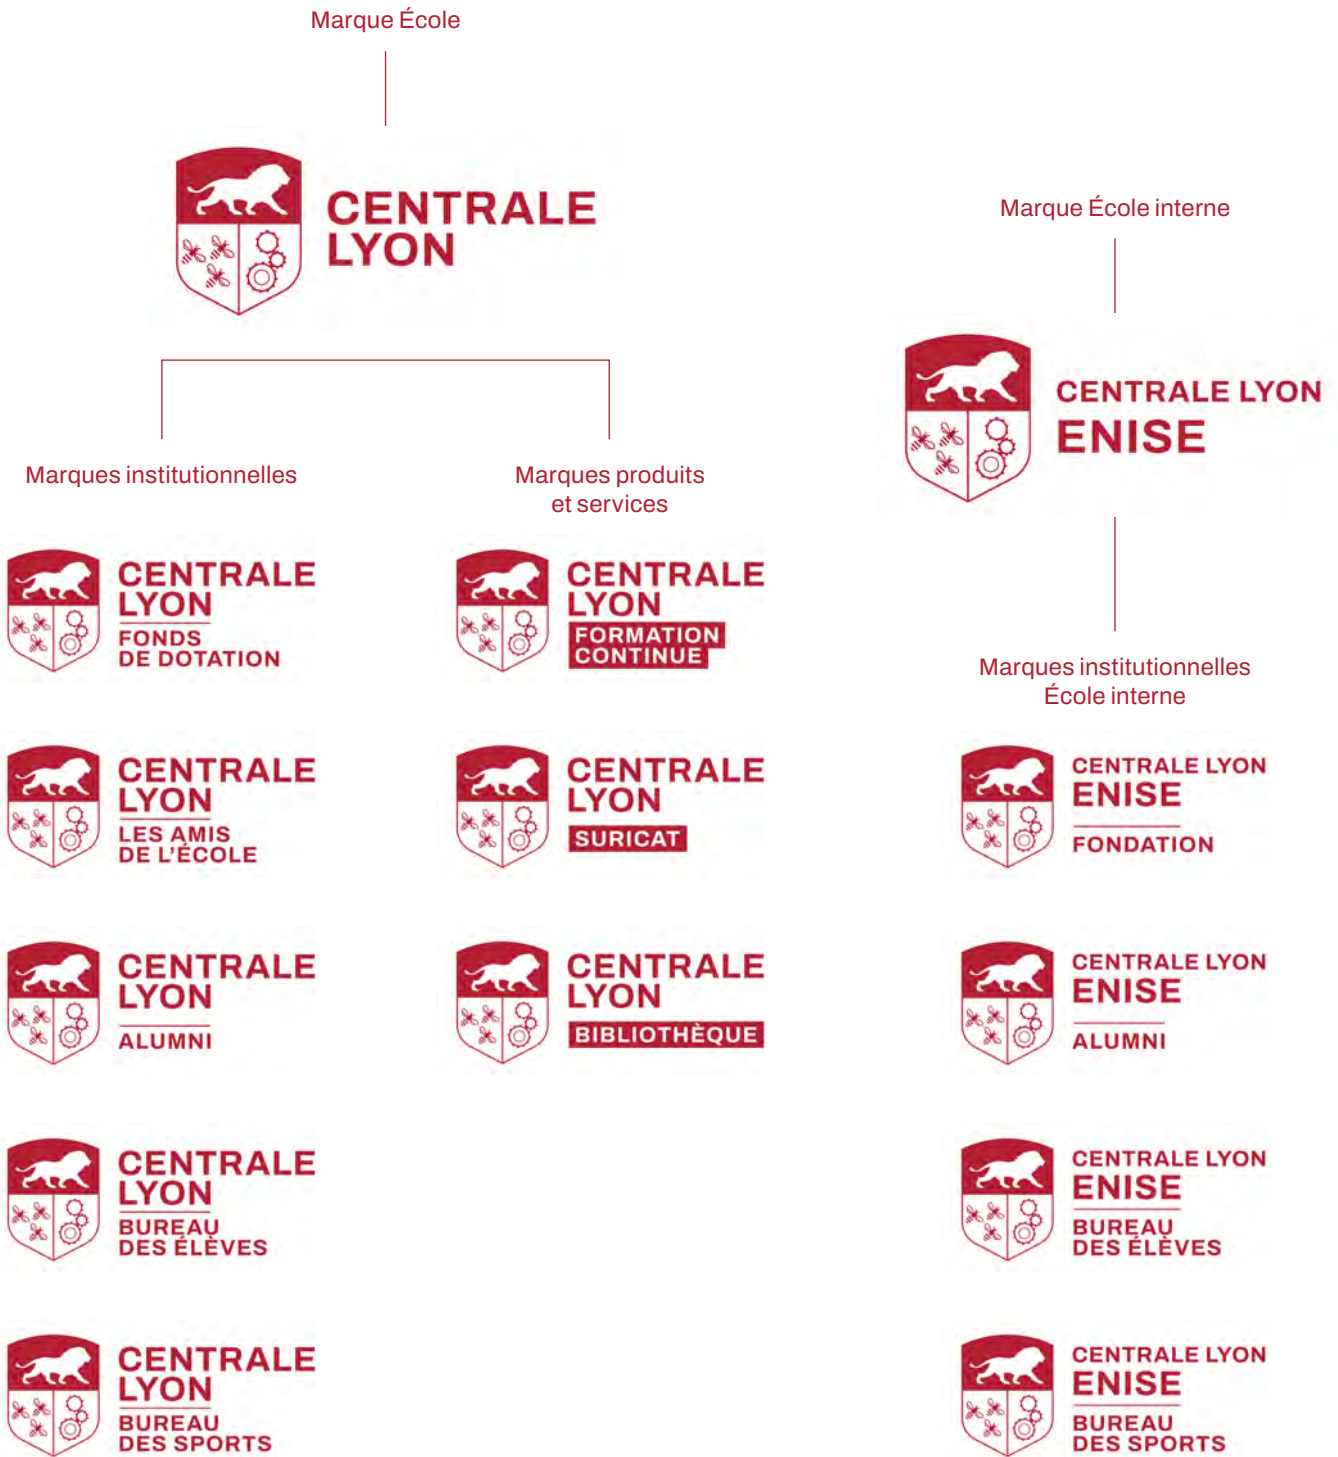 Marque École
CENTRALE
LYON
Marque École interne
CENTRALE LYON
ENISE
Marques institutionnelles
CENTRALE
LYON
FONDS
DE DOTATION
CENTRALE
LYON
LES AMIS
DE L’ÉCOLE
CENTRALE
LYON
ALUMNI
CENTRALE
LYON
BUREAU
DES ÉLÈVES
CENTRALE
LYON
BUREAU
DES SPORTS
Marques produits
et services
CENTRALE
LYON
FORMATION
CONTINUE
CENTRALE
LYON
SURICAT
CENTRALE
LYON
BIBLIOTHÈQUE
Marques institutionnelles
École interne
CENTRALE LYON
ENISE
FONDATION
CENTRALE LYON
ENISE
ALUMNI
CENTRALE LYON
ENISE
BUREAU
DES ÉLÈVES
CENTRALE LYON
ENISE
BUREAU
DES SPORTS